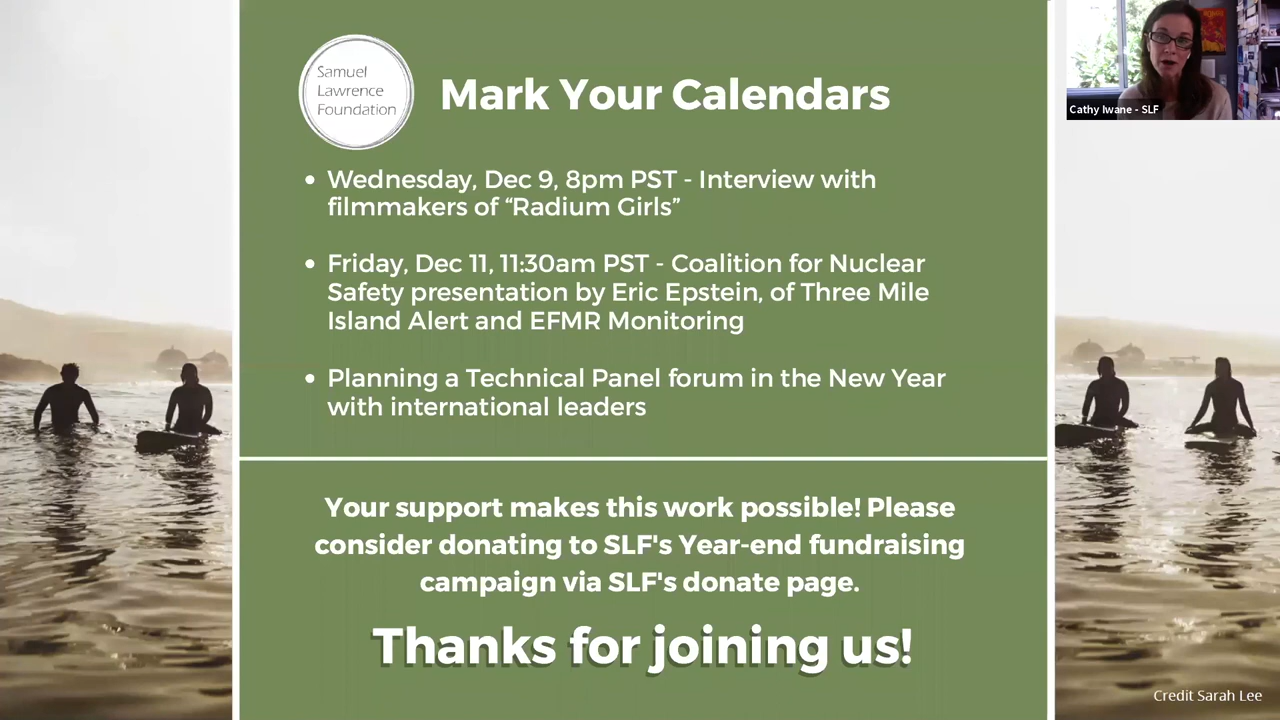 Samuel
Lawrence
Foundation
Mark Your Calendars
• Wednesday, Dec 9, 8pm PST - Interview with
filmmakers of “Radium Girls”
• Friday, Dec 11, 11:30am PST - Coalition for Nuclear
Safety presentation by Eric Epstein, of Three Mile
Island Alert and EFMR Monitoring
• Planning a Technical Panel forum in the New Year
with international leaders
Your support makes this work possible! Please
consider donating to SLF's Year-end fundraising
campaign via SLF's donate page.
Thanks for joining us!
Cathy Iwane - SLF
Credit Sarah Lee